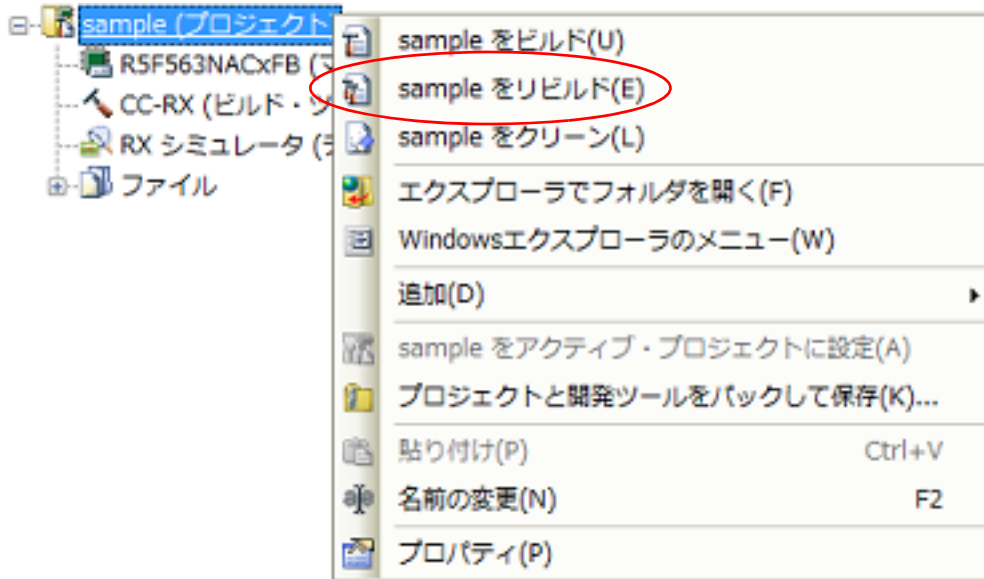 sample (プロジェクト
R5F563NACxFB (マ
CC-RX (ビルド・ツ
RX シミュレータ (デ
ファイル
sample をビルド(U)
sample をリビルド(E)
sample をクリーン(L)
エクスプローラでフォルダを開く(F)
Windowsエクスプローラのメニュー(W)
追加(D)
sample をアクティブ・プロジェクトに設定(A)
プロジェクトと開発ツールをパックして保存(K)...
貼り付け(P) Ctrl+V
名前の変更(N) F2
プロパティ(P)